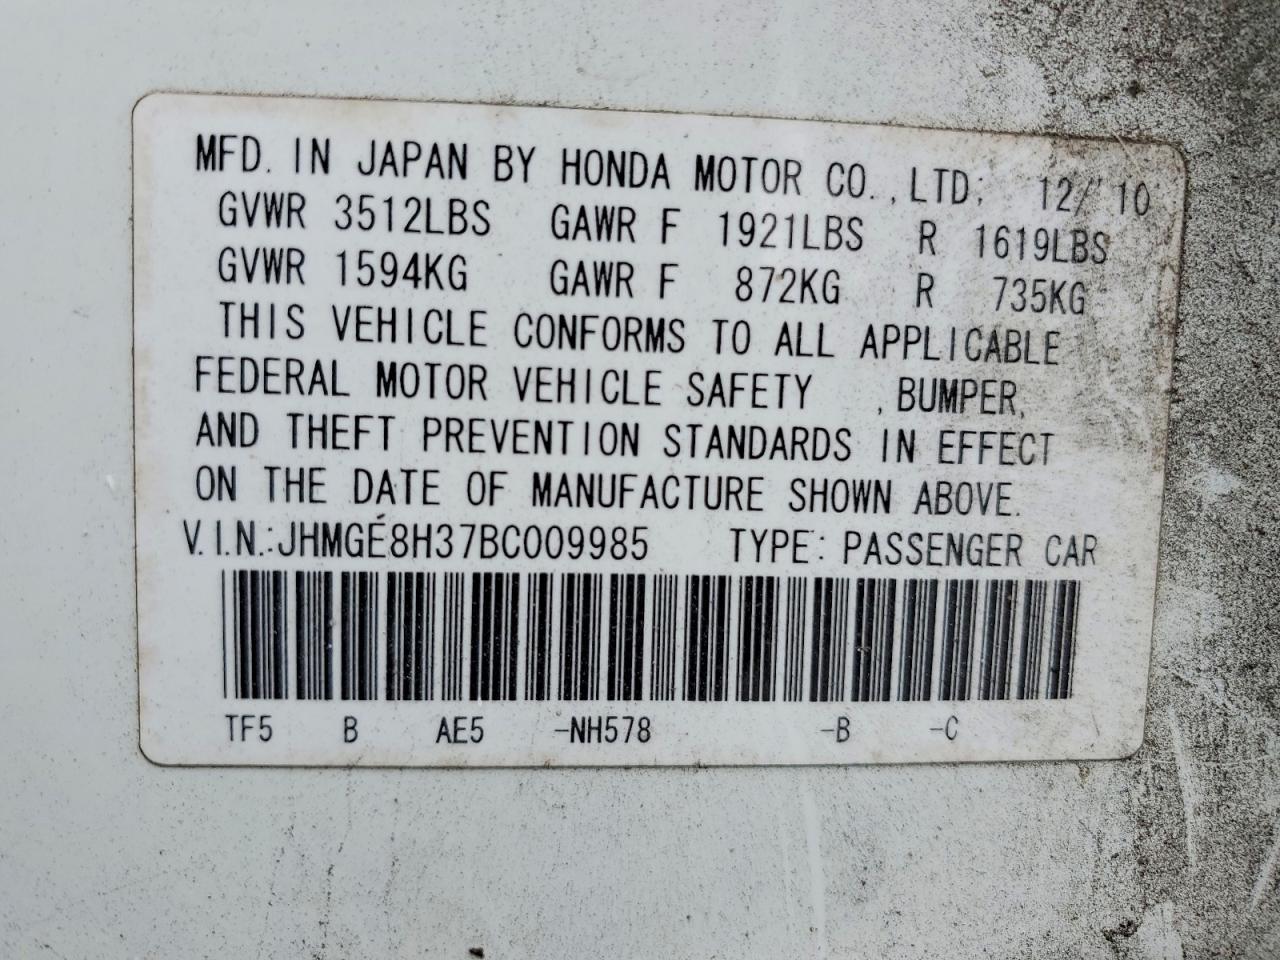 MFD. IN JAPAN BY HONDA MOTOR CO., LTD; 12/'10
GVWR 3512LBS GAWR F 1921LBS R 1619LBS
GVWR 1594KG GAWR F 872KG R 735KG
THIS VEHICLE CONFORMS TO ALL APPLICABLE
FEDERAL MOTOR VEHICLE SAFETY , BUMPER,
AND THEFT PREVENTION STANDARDS IN EFFECT
ON THE DATE OF MANUFACTURE SHOWN ABOVE.
V.I.N.:JHMGE8H37BC009985 TYPE: PASSENGER CAR
TF5 B AE5 -NH578 -B -C